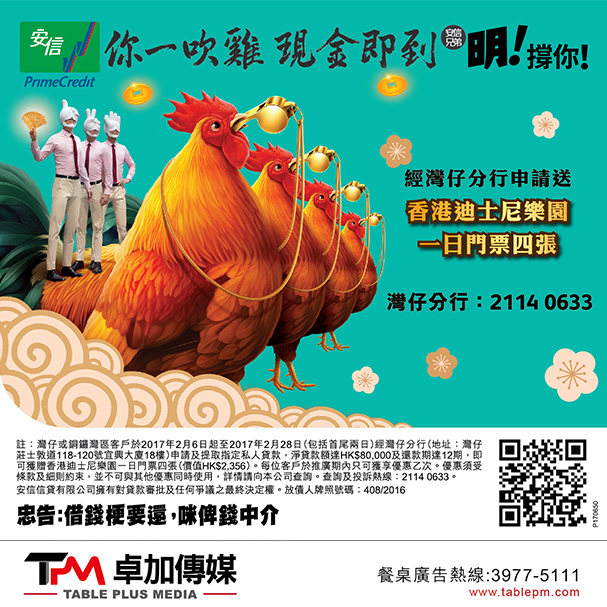 安信
PrimeCredit
你一吹雞 現金即到 安信兄弟 明!撐你!
經灣仔分行申請送
香港迪士尼樂園
一日門票四張
灣仔分行：2114 0633
註：灣仔或銅鑼灣區客戶於2017年2月6日起至2017年2月28日(包括首尾兩日)經灣仔分行(地址：灣仔
莊士敦道118-120號宜興大廈18樓)申請及提取指定私人貸款，淨貸款額達HK$80,000及還款期達12期，即
可獲贈香港迪士尼樂園一日門票四張(價值HK$2,356)。每位客戶於推廣期內只可獲享優惠乙次。優惠須受
條款及細則約束，並不可與其他優惠同時使用，詳情請向本公司查詢。查詢及投訴熱線：2114 0633。
安信信貸有限公司擁有對貸款審批及任何爭議之最終決定權。放債人牌照號碼：408/2016
忠告:借錢梗要還，咪俾錢中介
P170650
TPM 卓加傳媒
TABLE PLUS MEDIA
餐桌廣告熱線:3977-5111
www.tablepm.com